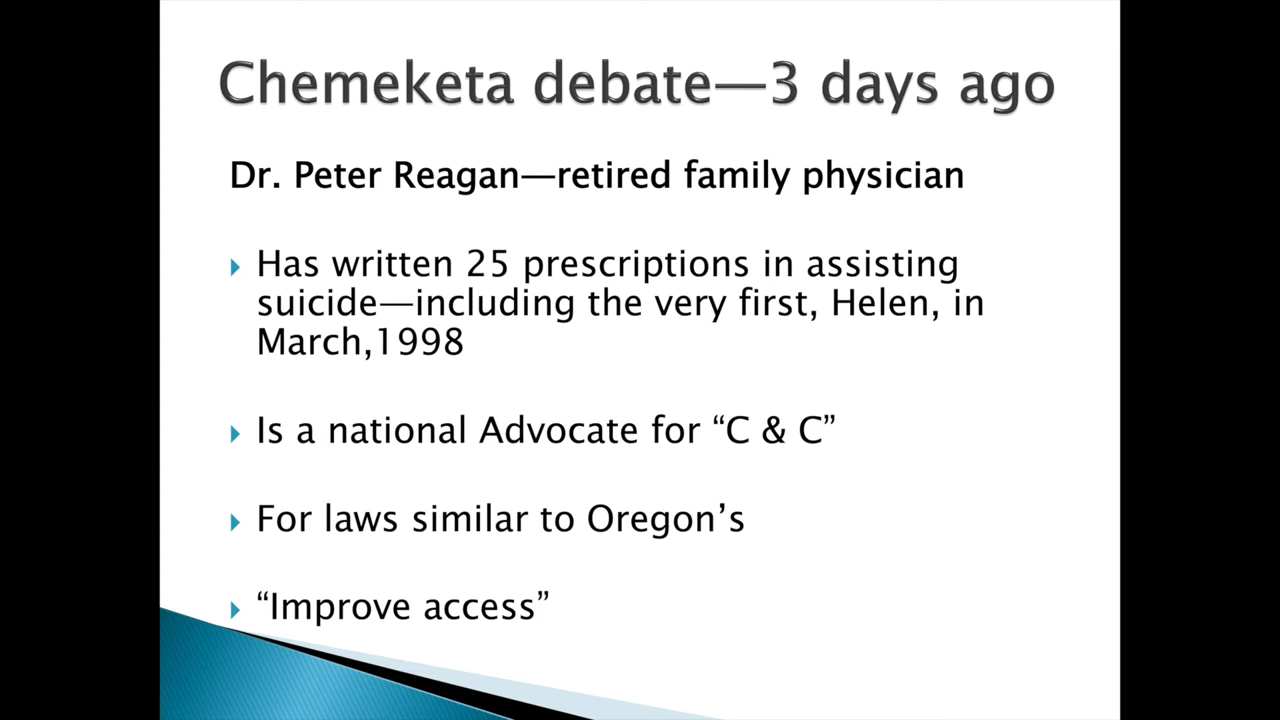 Chemeketa debate—3 days ago
Dr. Peter Reagan—retired family physician
Has written 25 prescriptions in assisting
suicide—including the very first, Helen, in
March,1998
Is a national Advocate for “C & C”
For laws similar to Oregon’s
“Improve access”